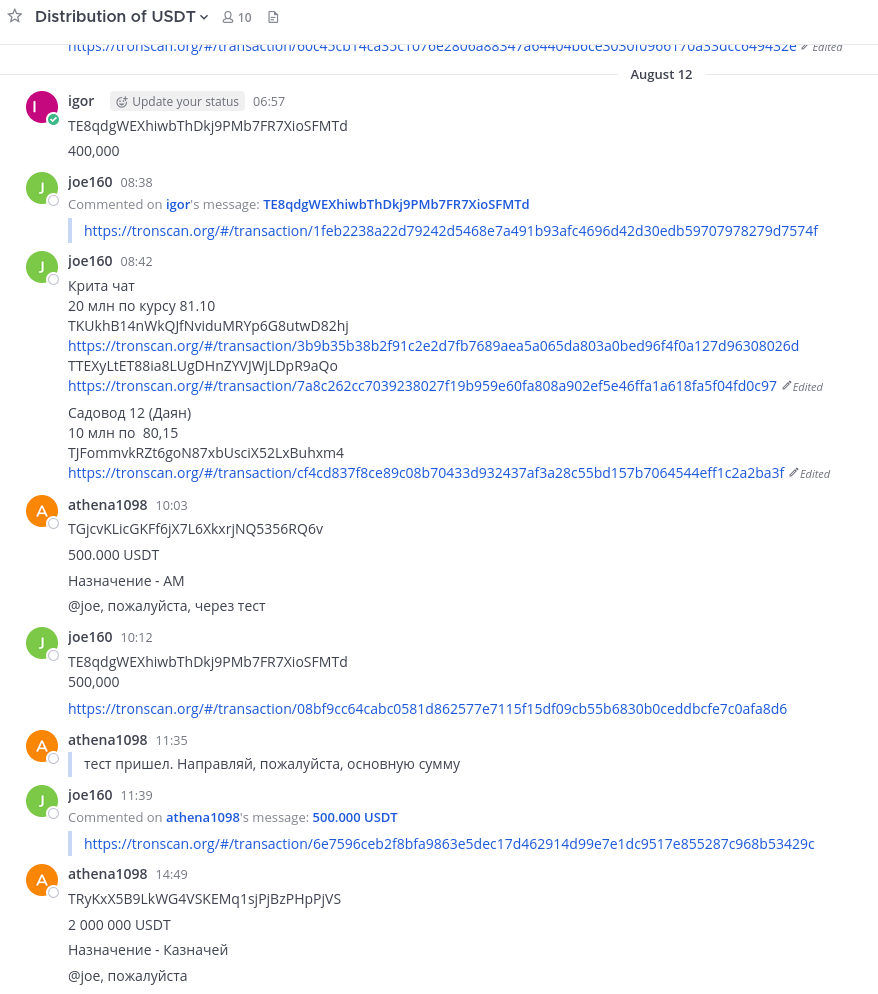 Distribution of USDT
10
https://tronscan.org/#/transaction/60c45cb14ca35c1076e2806a88347a64404b6ce3030f0966170a33dcc649432e Edited
August 12
I
igor Update your status 06:57
TE8qdgWEXhiwbThDkj9PMb7FR7XioSFMTd
400,000
J
joe160 08:38
Commented on igor's message: TE8qdgWEXhiwbThDkj9PMb7FR7XioSFMTd
https://tronscan.org/#/transaction/1feb2238a22d79242d5468e7a491b93afc4696d42d30edb59707978279d7574f
J
joe160 08:42
Крита чат
20 млн по курсу 81.10
TKUkhB14nWkQJfNviduMRYp6G8utwD82hj
https://tronscan.org/#/transaction/3b9b35b38b2f91c2e2d7fb7689aea5a065da803a0bed96f4f0a127d96308026d
TTEXyLtET88ia8LUgDHnZYVJWjLDpR9aQo
https://tronscan.org/#/transaction/7a8c262cc7039238027f19b959e60fa808a902ef5e46ffa1a618fa5f04fd0c97 Edited
Садовод 12 (Даян)
10 млн по 80,15
TJFommvkRZt6goN87xbUsciX52LxBuhxm4
https://tronscan.org/#/transaction/cf4cd837f8ce89c08b70433d932437af3a28c55bd157b7064544eff1c2a2ba3f Edited
A
athena1098 10:03
TGjcvKLicGKFf6jX7L6XkxrjNQ5356RQ6v
500.000 USDT
Назначение - АМ
@joe, пожалуйста, через тест
J
joe160 10:12
TE8qdgWEXhiwbThDkj9PMb7FR7XioSFMTd
500,000
https://tronscan.org/#/transaction/08bf9cc64cabc0581d862577e7115f15df09cb55b6830b0ceddbcfe7c0afa8d6
A
athena1098 11:35
тест пришел. Направляй, пожалуйста, основную сумму
J
joe160 11:39
Commented on athena1098's message: 500.000 USDT
https://tronscan.org/#/transaction/6e7596ceb2f8bfa9863e5dec17d462914d99e7e1dc9517e855287c968b53429c
A
athena1098 14:49
TRyKxX5B9LkWG4VSKEMq1sjPjBzPHpPjVS
2 000 000 USDT
Назначение - Казначей
@joe, пожалуйста